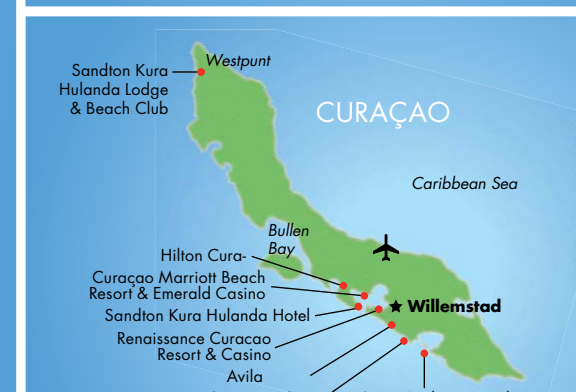 Westpunt
Sandton Kura
Hulanda Lodge
& Beach Club
CURAÇAO
Caribbean Sea
Bullen
Bay
Hilton Cura-
Curaçao Marriott Beach
Resort & Emerald Casino
Willemstad
Sandton Kura Hulanda Hotel
Renaissance Curacao
Resort & Casino
Avila